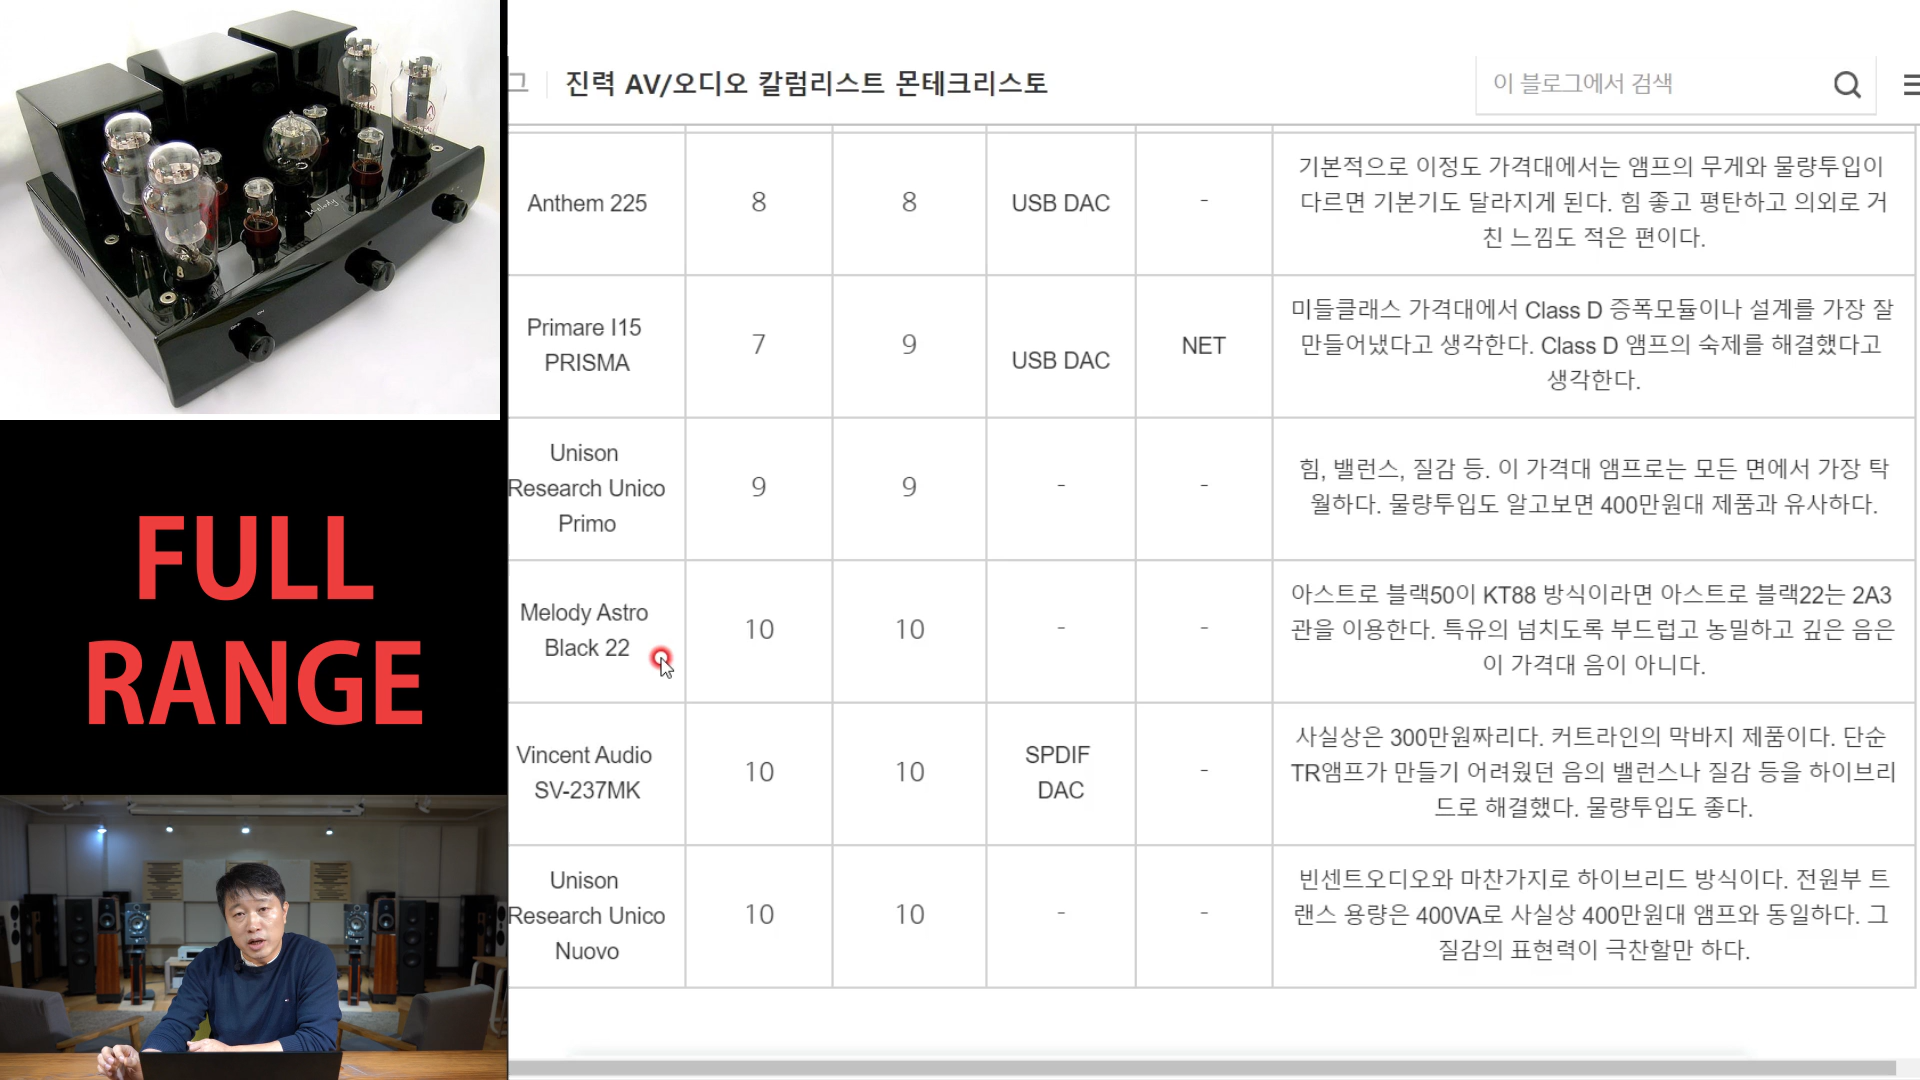 그
진력 AV/오디오 칼럼리스트 몬테크리스토
이 블로그에서 검색
Melody
FULL
RANGE
Anthem 225
8
8
USB DAC
-
기본적으로 이정도 가격대에서는 앰프의 무게와 물량투입이
다르면 기본기도 달라지게 된다. 힘 좋고 평탄하고 의외로 거
친 느낌도 적은 편이다.
Primare I15
PRISMA
7
9
USB DAC
NET
미들클래스 가격대에서 Class D 증폭모듈이나 설계를 가장 잘
만들어냈다고 생각한다. Class D 앰프의 숙제를 해결했다고
생각한다.
Unison
Research Unico
Primo
9
9
-
-
힘, 밸런스, 질감 등. 이 가격대 앰프로는 모든 면에서 가장 탁
월하다. 물량투입도 알고보면 400만원대 제품과 유사하다.
Melody Astro
Black 22
10
10
-
-
아스트로 블랙50이 KT88 방식이라면 아스트로 블랙22는 2A3
관을 이용한다. 특유의 넘치도록 부드럽고 농밀하고 깊은 음은
이 가격대 음이 아니다.
Vincent Audio
SV-237MK
10
10
SPDIF
DAC
-
사실상은 300만원짜리다. 커트라인의 막바지 제품이다. 단순
TR앰프가 만들기 어려웠던 음의 밸런스나 질감 등을 하이브리
드로 해결했다. 물량투입도 좋다.
Unison
Research Unico
Nuovo
10
10
-
-
빈센트오디오와 마찬가지로 하이브리드 방식이다. 전원부 트
랜스 용량은 400VA로 사실상 400만원대 앰프와 동일하다. 그
질감의 표현력이 극찬할만 하다.